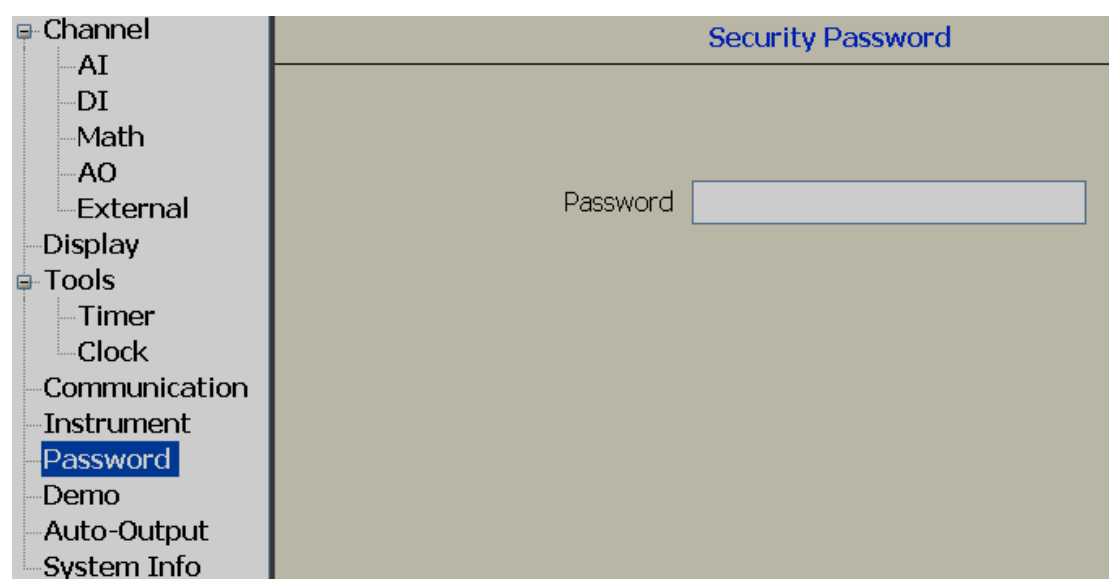 Channel
AI
DI
Math
AO
External
Display
Tools
Timer
Clock
Communication
Instrument
Password
Demo
Auto-Output
System Info
Security Password
Password